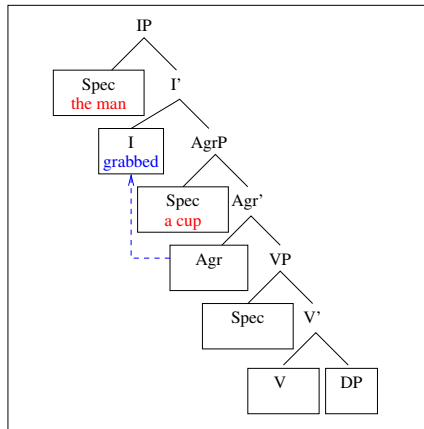 IP
Spec
the man
I'
I
grabbed
AgrP
Spec
a cup
Agr'
Agr
VP
Spec
V'
V
DP